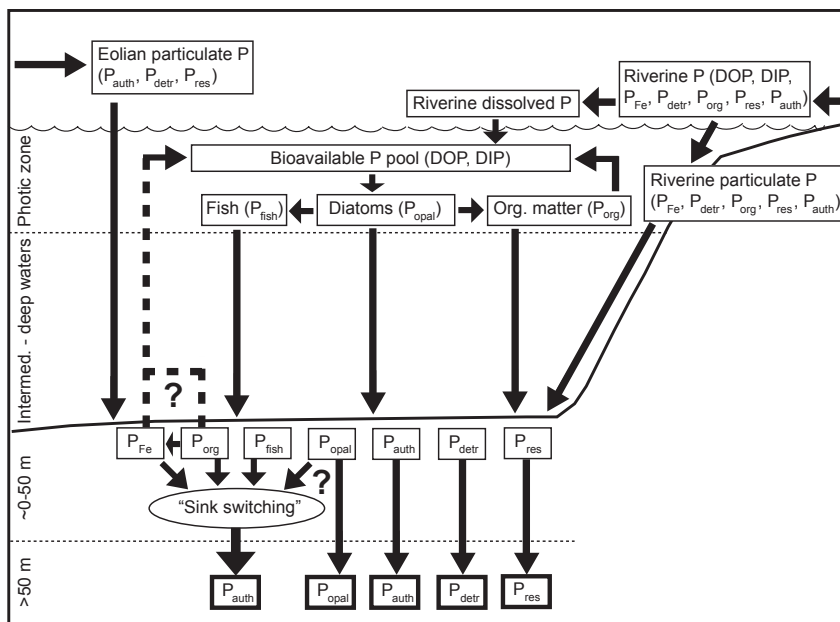 Eolian particulate P
(P_auth, P_detr, P_res)
Riverine P (DOP, DIP,
P_Fe, P_detr, P_org, P_res, P_auth)
Riverine dissolved P
Bioavailable P pool (DOP, DIP)
Riverine particulate P
(P_Fe, P_detr, P_org, P_res, P_auth)
Fish (P_fish)
Diatoms (P_opal)
Org. matter (P_org)
Photic zone
Intermed. - deep waters
?
P_Fe
P_org
P_fish
P_opal
P_auth
P_detr
P_res
?
"Sink switching"
~0-50 m
P_auth
P_opal
P_auth
P_detr
P_res
>50 m